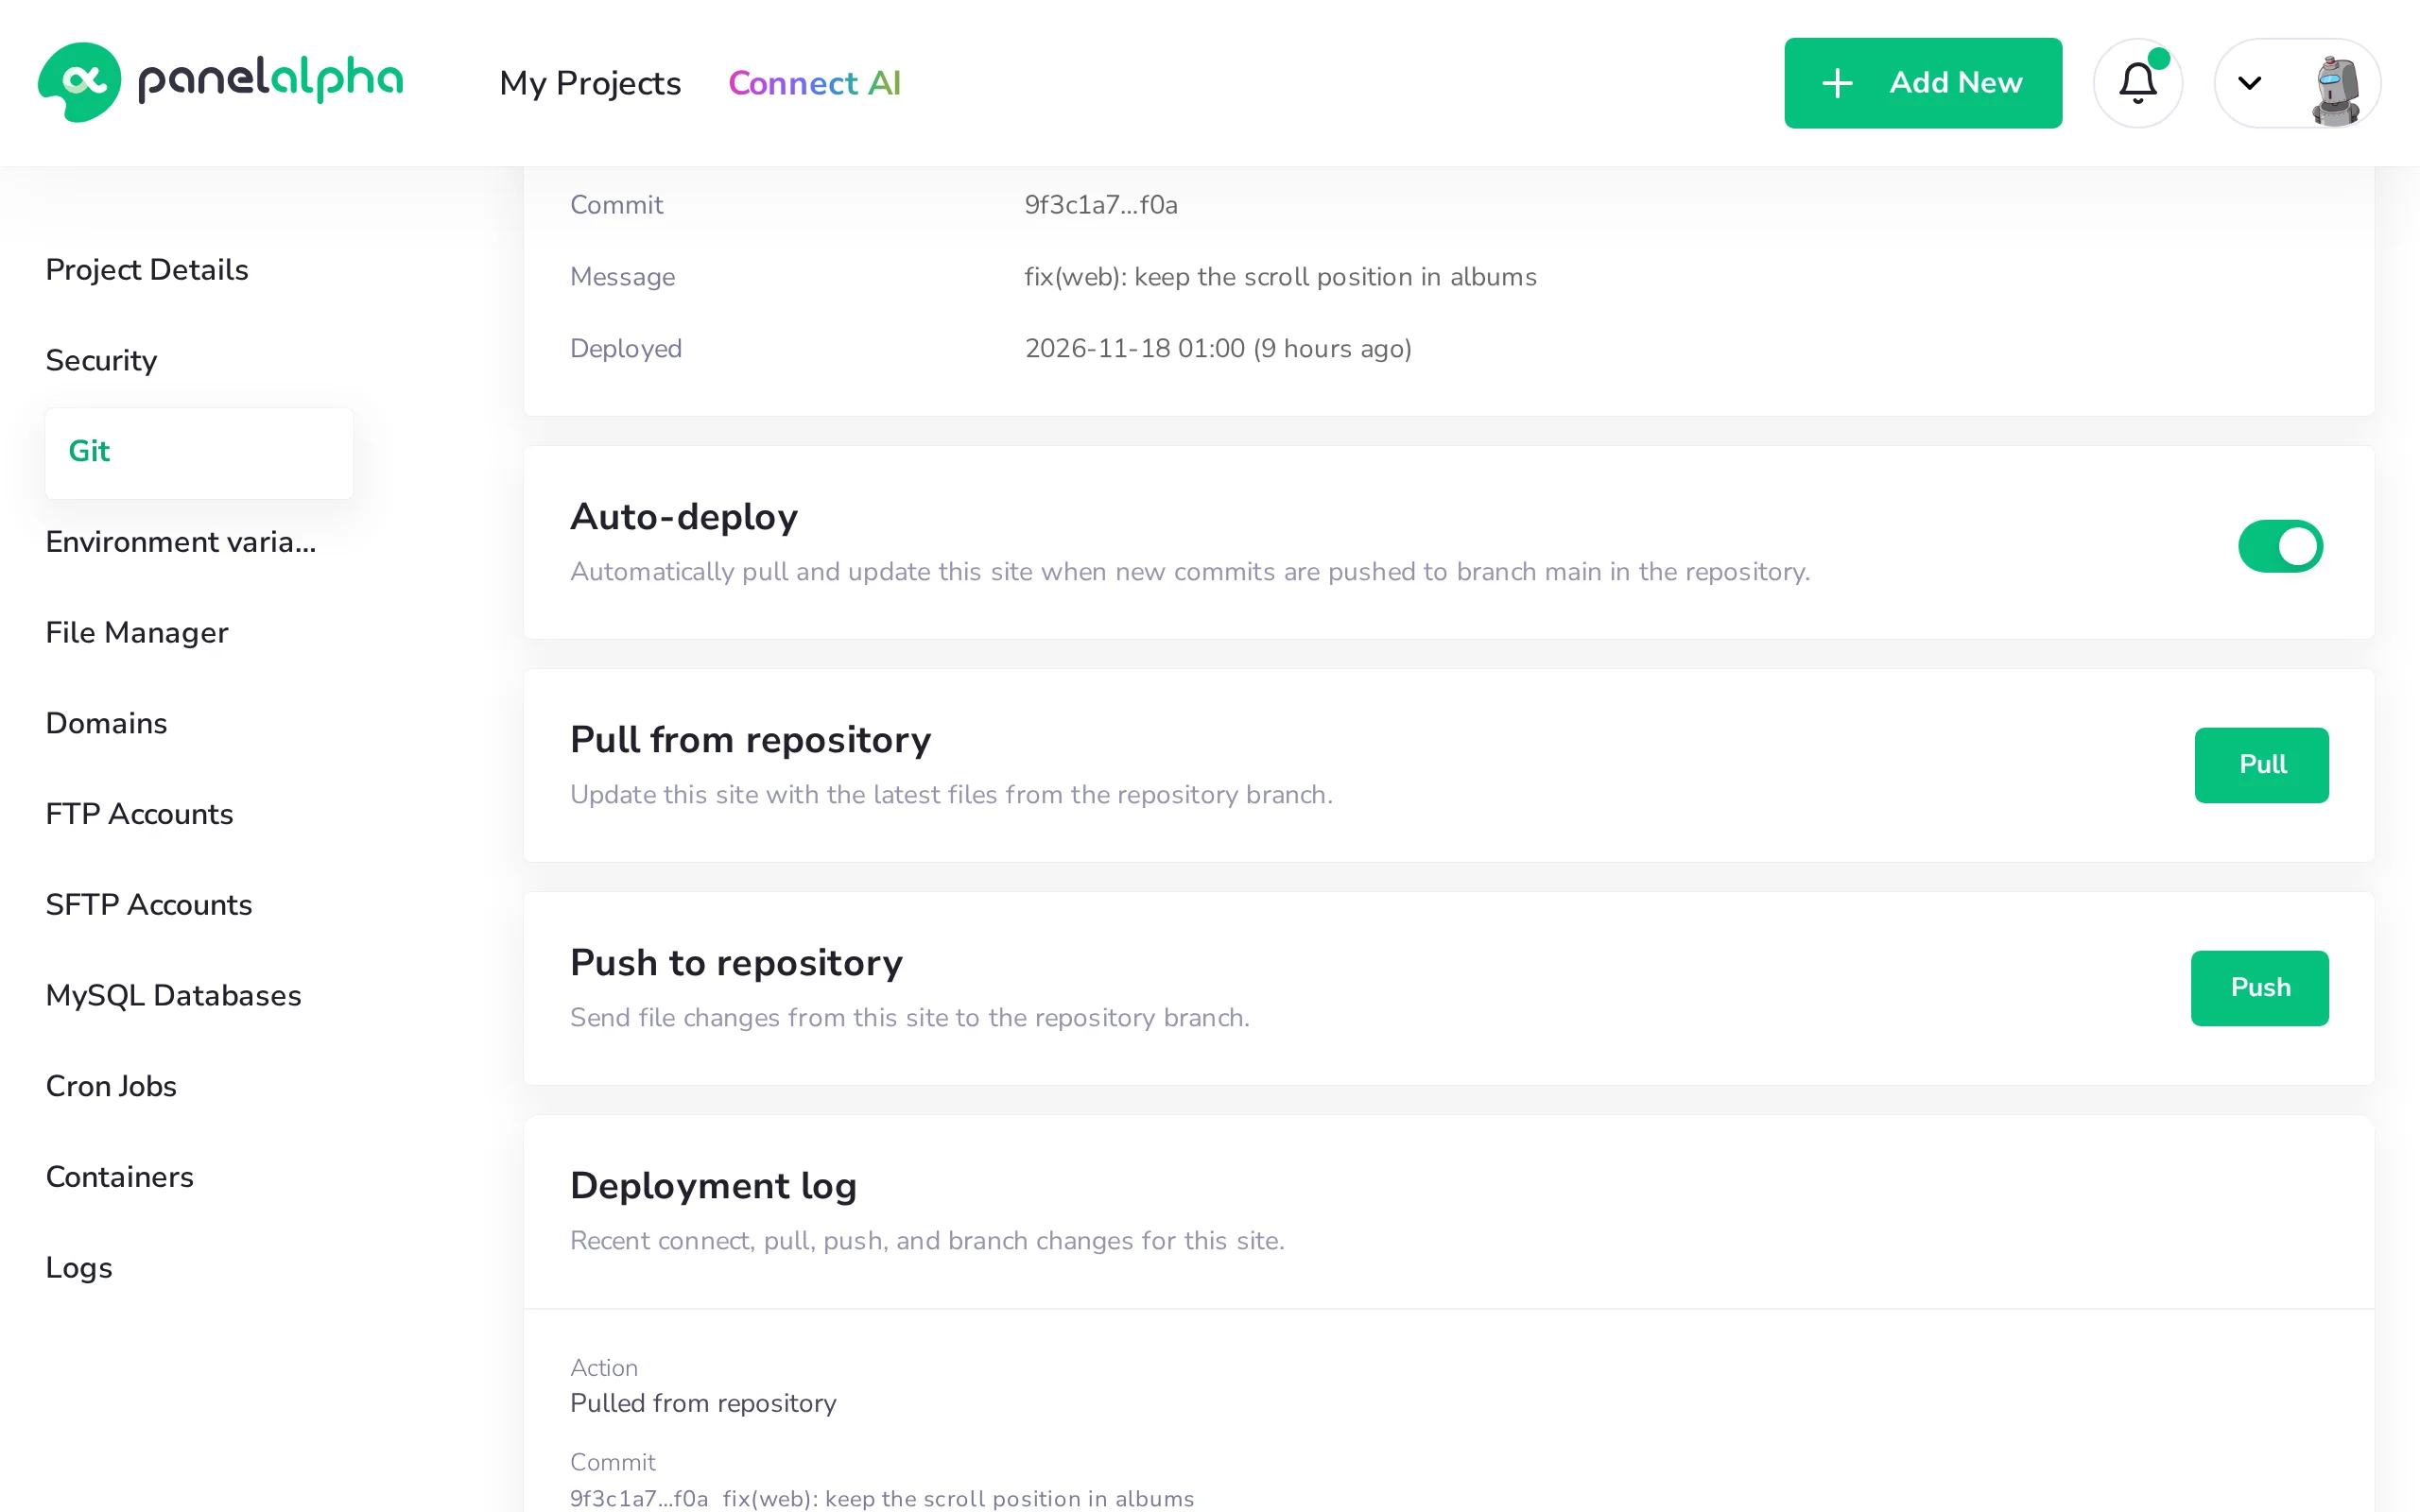 panelalpha
My Projects
Connect AI
Add New
Project Details
Security
Git
Environment varia...
File Manager
Domains
FTP Accounts
SFTP Accounts
MySQL Databases
Cron Jobs
Containers
Logs
Commit 9f3c1a7...f0a
Message fix(web): keep the scroll position in albums
Deployed 2026-11-18 01:00 (9 hours ago)
Auto-deploy
Automatically pull and update this site when new commits are pushed to branch main in the repository.
Pull from repository
Update this site with the latest files from the repository branch.
Pull
Push to repository
Send file changes from this site to the repository branch.
Push
Deployment log
Recent connect, pull, push, and branch changes for this site.
Action
Pulled from repository
Commit
9f3c1a7...f0a fix(web): keep the scroll position in albums